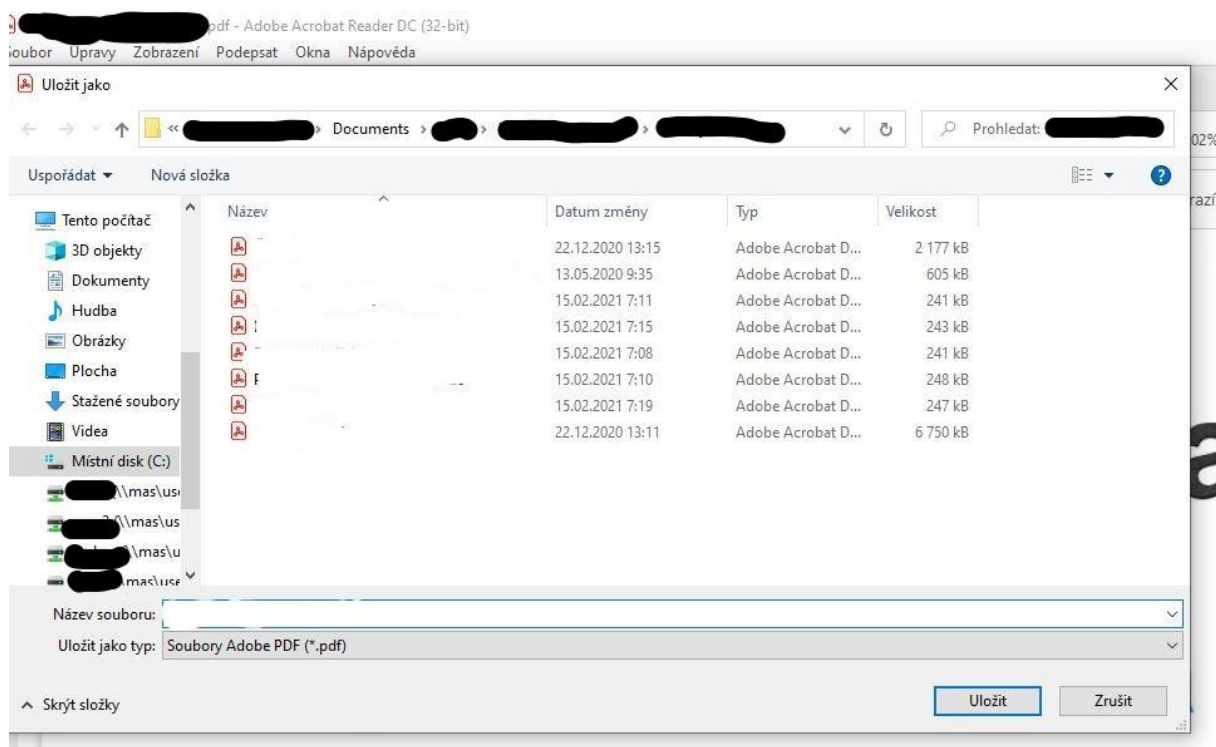 pdf - Adobe Acrobat Reader DC (32-bit)
Soubor Úpravy Zobrazení Podepsat Okna Nápověda
Uložit jako
« Documents
Prohledat:
02%
Uspořádat Nová složka
Tento počítač
3D objekty
Dokumenty
Hudba
Obrázky
Plocha
Stažené soubory
Videa
Místní disk (C:)
\\mas\use
\\mas\us
\\mas\u
mas\use
Název Datum změny Typ Velikost
22.12.2020 13:15 Adobe Acrobat D... 2 177 kB
13.05.2020 9:35 Adobe Acrobat D... 605 kB
15.02.2021 7:11 Adobe Acrobat D... 241 kB
15.02.2021 7:15 Adobe Acrobat D... 243 kB
15.02.2021 7:08 Adobe Acrobat D... 241 kB
15.02.2021 7:10 Adobe Acrobat D... 248 kB
15.02.2021 7:19 Adobe Acrobat D... 247 kB
22.12.2020 13:11 Adobe Acrobat D... 6 750 kB
Název souboru:
Uložit jako typ: Soubory Adobe PDF (*.pdf)
Skrýt složky
Uložit Zrušit